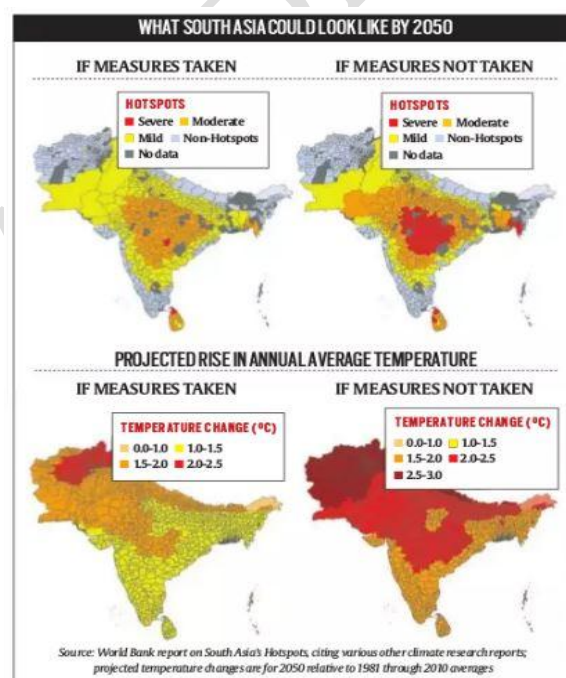 WHAT SOUTH ASIA COULD LOOK LIKE BY 2050
IF MEASURES TAKEN
IF MEASURES NOT TAKEN
HOTSPOTS
Severe Moderate
Mild Non-Hotspots
No data
HOTSPOTS
Severe Moderate
Mild Non-Hotspots
No data
PROJECTED RISE IN ANNUAL AVERAGE TEMPERATURE
IF MEASURES TAKEN
IF MEASURES NOT TAKEN
TEMPERATURE CHANGE (ºC)
0.0-1.0 1.0-1.5
1.5-2.0 2.0-2.5
TEMPERATURE CHANGE (ºC)
0.0-1.0 1.0-1.5
1.5-2.0 2.0-2.5
2.5-3.0
Source: World Bank report on South Asia's Hotspots, citing various other climate research reports;
projected temperature changes are for 2050 relative to 1981 through 2010 averages